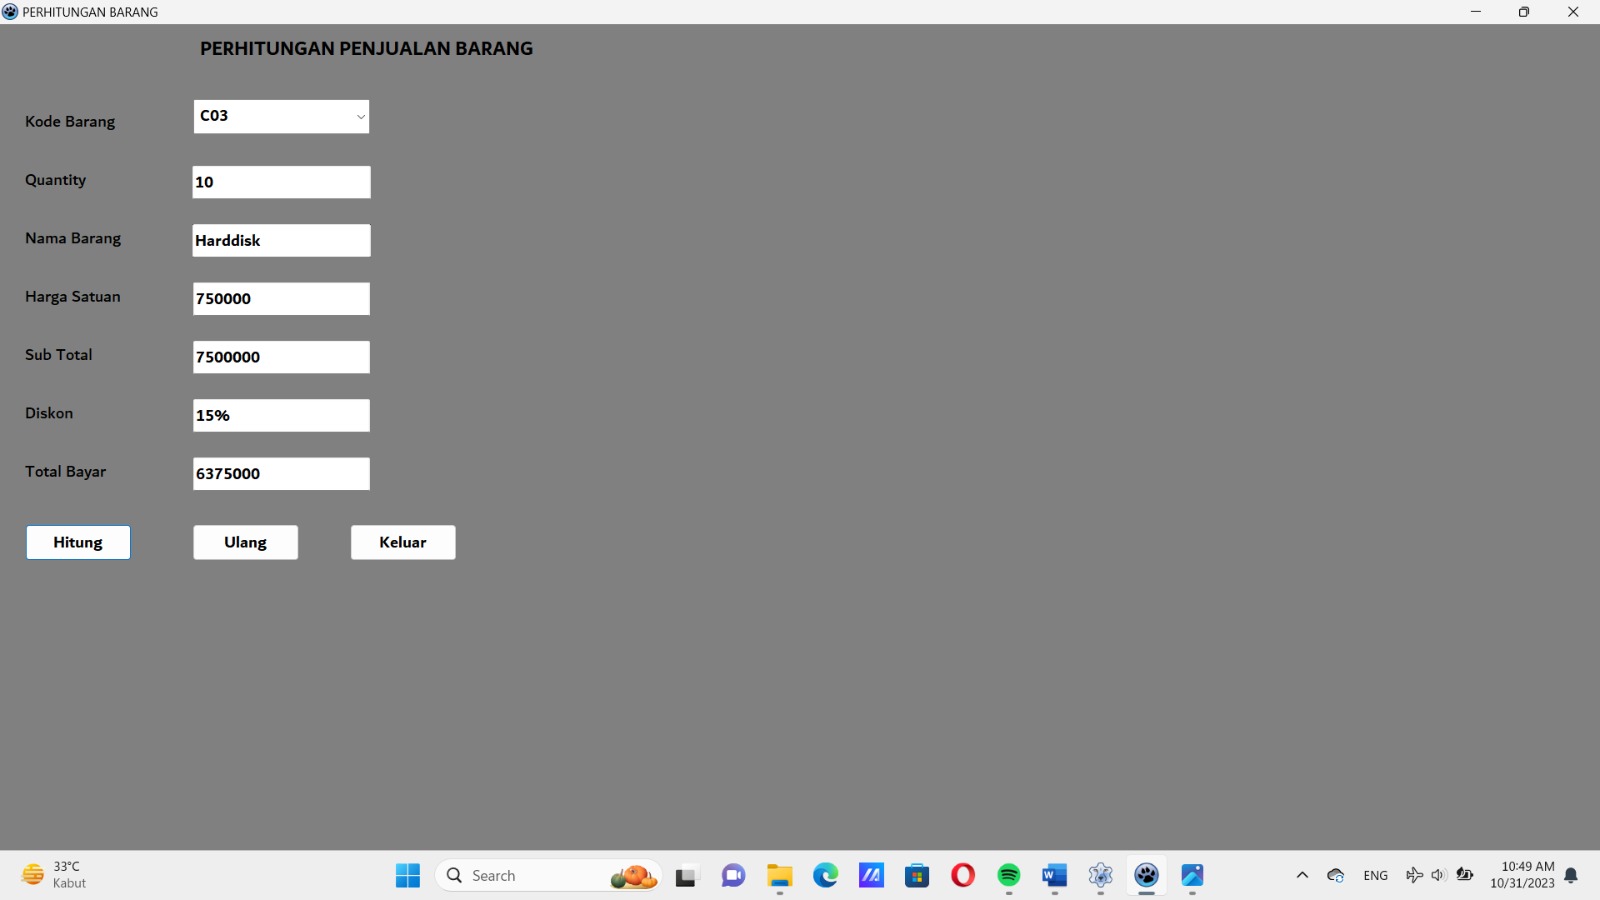 PERHITUNGAN BARANG
PERHITUNGAN PENJUALAN BARANG
Kode Barang C03
Quantity 10
Nama Barang Harddisk
Harga Satuan 750000
Sub Total 7500000
Diskon 15%
Total Bayar 6375000
Hitung Ulang Keluar
33°C
Kabut
Search
ENG
10:49 AM
10/31/2023